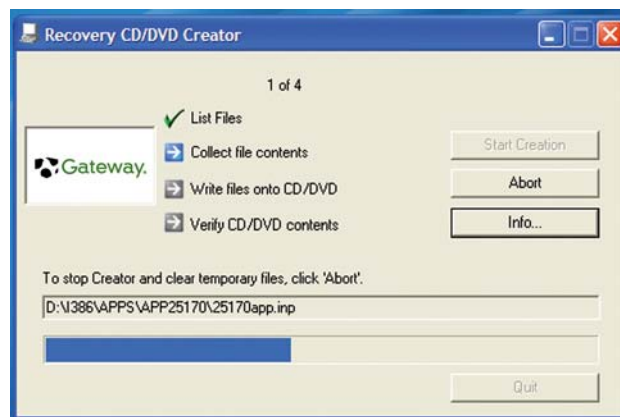 Recovery CD/DVD Creator
1 of 4
List Files
Collect file contents
Write files onto CD/DVD
Verify CD/DVD contents
Gateway.
Start Creation
Abort
Info...
To stop Creator and clear temporary files, click 'Abort'.
D:\I386\APPS\APP25170\25170app.inp
Quit